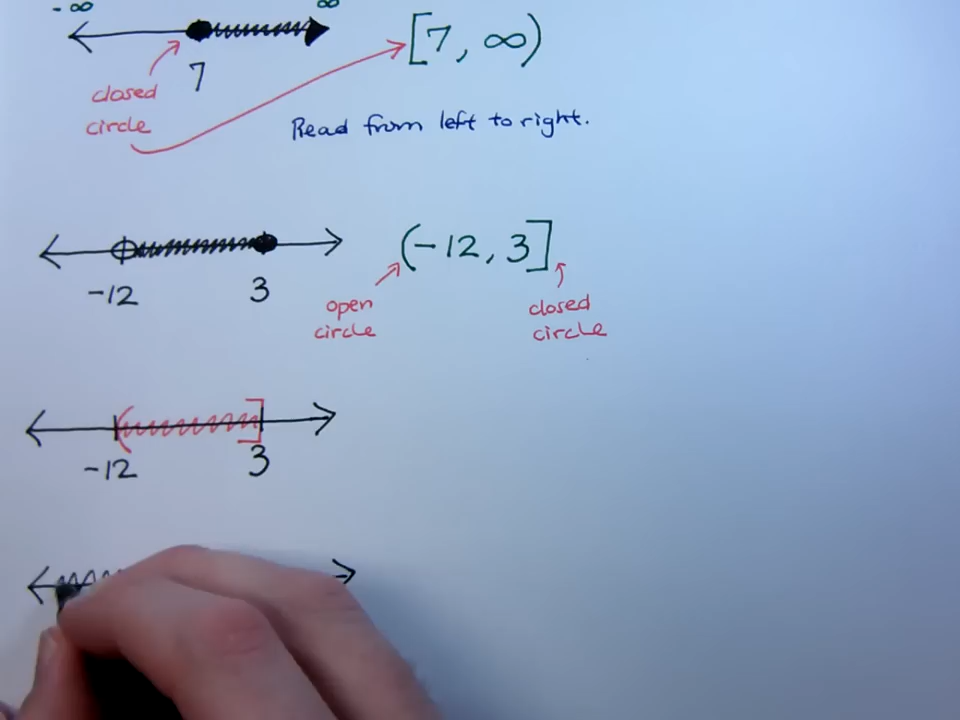 -∞ ∞
7
[7, ∞)
closed
circle
Read from left to right.
-12 3
(-12, 3]
open
circle
closed
circle
( ]
-12 3